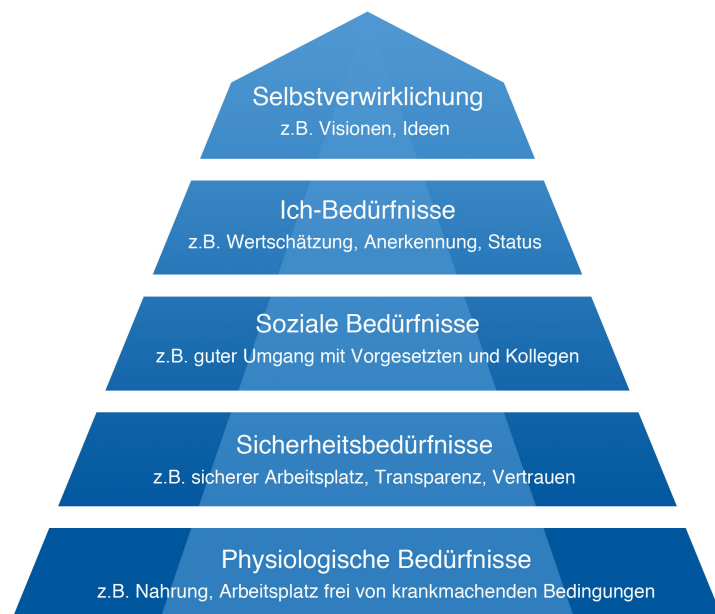 Selbstverwirklichung
z.B. Visionen, Ideen
Ich-Bedürfnisse
z.B. Wertschätzung, Anerkennung, Status
Soziale Bedürfnisse
z.B. guter Umgang mit Vorgesetzten und Kollegen
Sicherheitsbedürfnisse
z.B. sicherer Arbeitsplatz, Transparenz, Vertrauen
Physiologische Bedürfnisse
z.B. Nahrung, Arbeitsplatz frei von krankmachenden Bedingungen